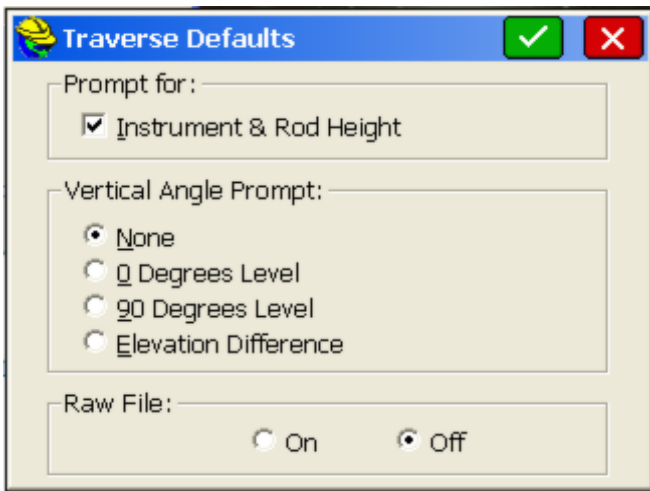 Traverse Defaults
Prompt for:
Instrument & Rod Height
Vertical Angle Prompt:
None
0 Degrees Level
90 Degrees Level
Elevation Difference
Raw File:
On Off